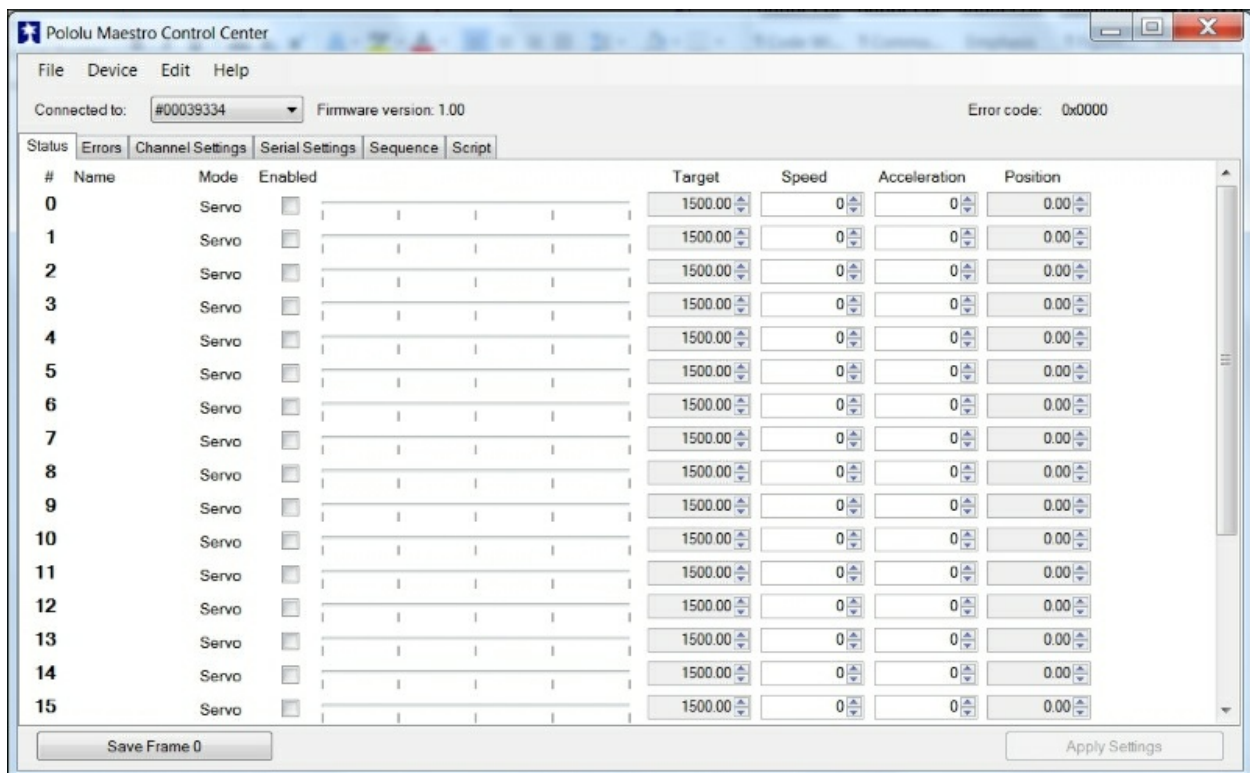 Pololu Maestro Control Center
File Device Edit Help
Connected to: #00039334 Firmware version: 1.00 Error code: 0x0000
Status Errors Channel Settings Serial Settings Sequence Script
# Name Mode Enabled Target Speed Acceleration Position
0 Servo 1500.00 0 0 0.00
1 Servo 1500.00 0 0 0.00
2 Servo 1500.00 0 0 0.00
3 Servo 1500.00 0 0 0.00
4 Servo 1500.00 0 0 0.00
5 Servo 1500.00 0 0 0.00
6 Servo 1500.00 0 0 0.00
7 Servo 1500.00 0 0 0.00
8 Servo 1500.00 0 0 0.00
9 Servo 1500.00 0 0 0.00
10 Servo 1500.00 0 0 0.00
11 Servo 1500.00 0 0 0.00
12 Servo 1500.00 0 0 0.00
13 Servo 1500.00 0 0 0.00
14 Servo 1500.00 0 0 0.00
15 Servo 1500.00 0 0 0.00
Save Frame 0 Apply Settings